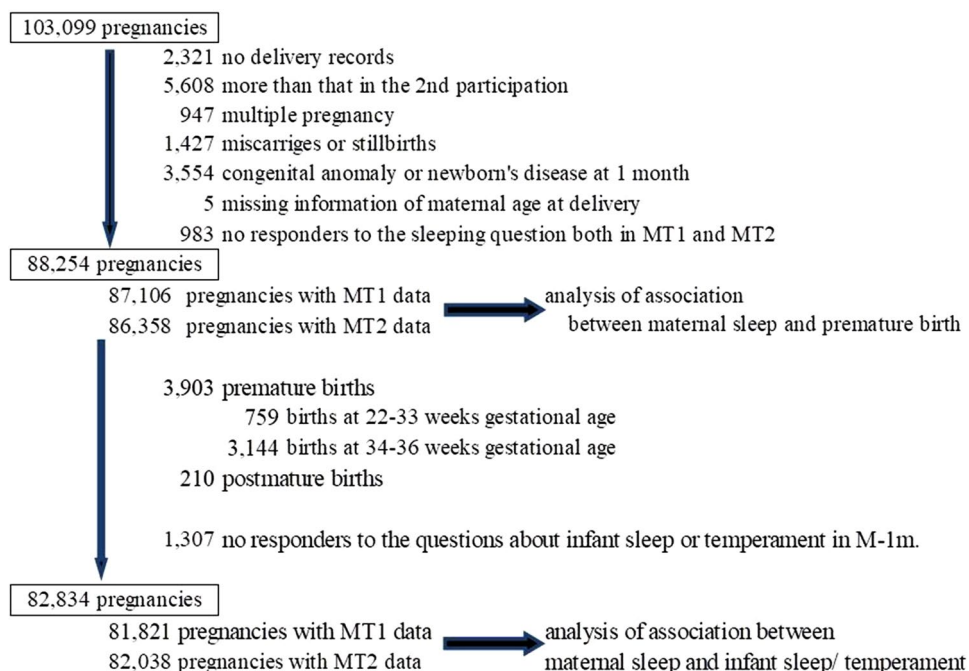 103,099 pregnancies
2,321 no delivery records
5,608 more than that in the 2nd participation
947 multiple pregnancy
1,427 miscarriges or stillbirths
3,554 congenital anomaly or newborn's disease at 1 month
5 missing information of maternal age at delivery
983 no responders to the sleeping question both in MT1 and MT2
88,254 pregnancies
87,106 pregnancies with MT1 data
86,358 pregnancies with MT2 data
analysis of association
between maternal sleep and premature birth
3,903 premature births
759 births at 22-33 weeks gestational age
3,144 births at 34-36 weeks gestational age
210 postmature births
1,307 no responders to the questions about infant sleep or temperament in M-1m.
82,834 pregnancies
81,821 pregnancies with MT1 data
82,038 pregnancies with MT2 data
analysis of association between
maternal sleep and infant sleep/ temperament